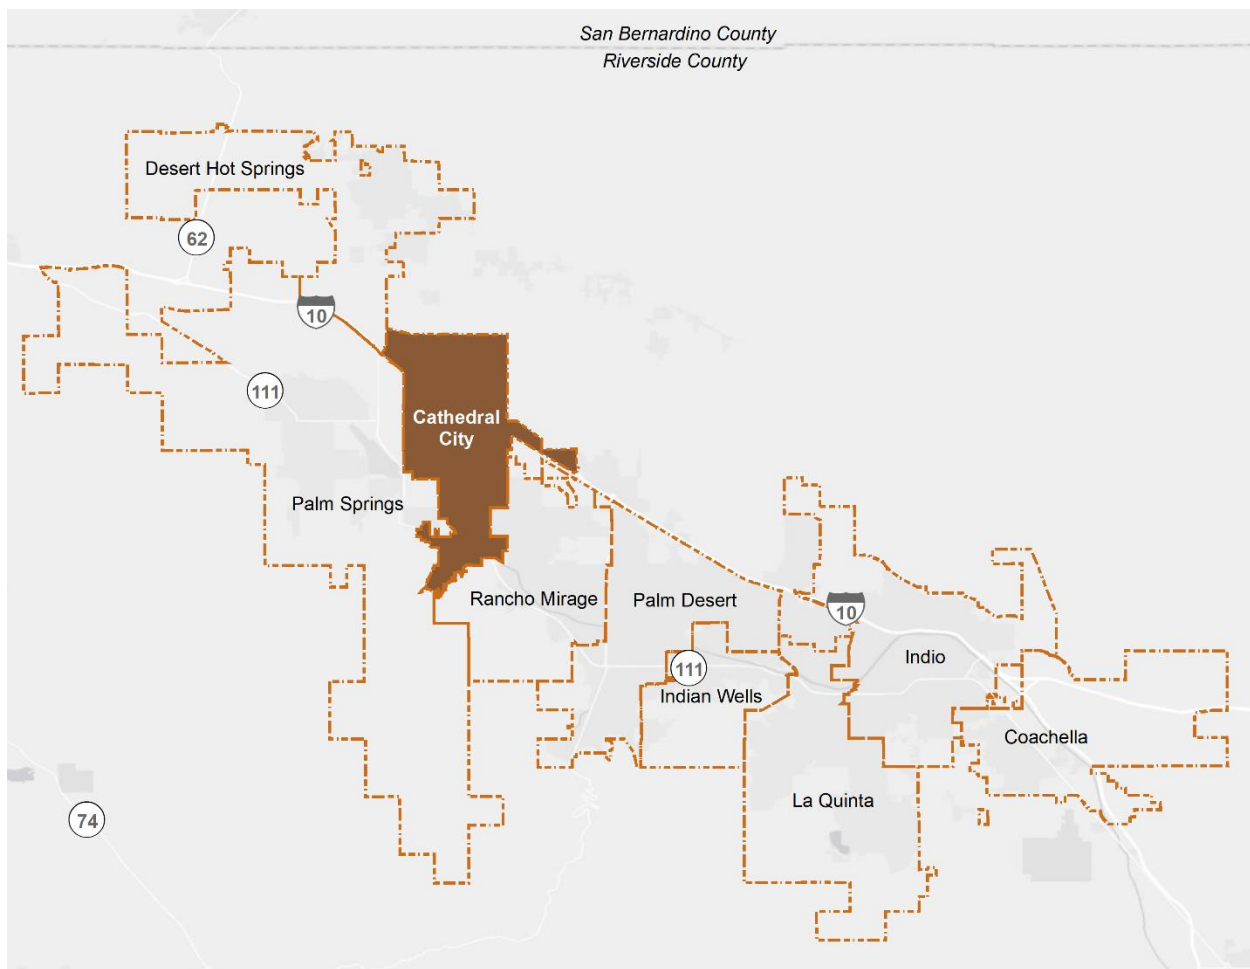 San Bernardino County
Riverside County
Desert Hot Springs
62
10
111
Cathedral
City
Palm Springs
Rancho Mirage
Palm Desert
10
111
Indio
Indian Wells
Coachella
La Quinta
74